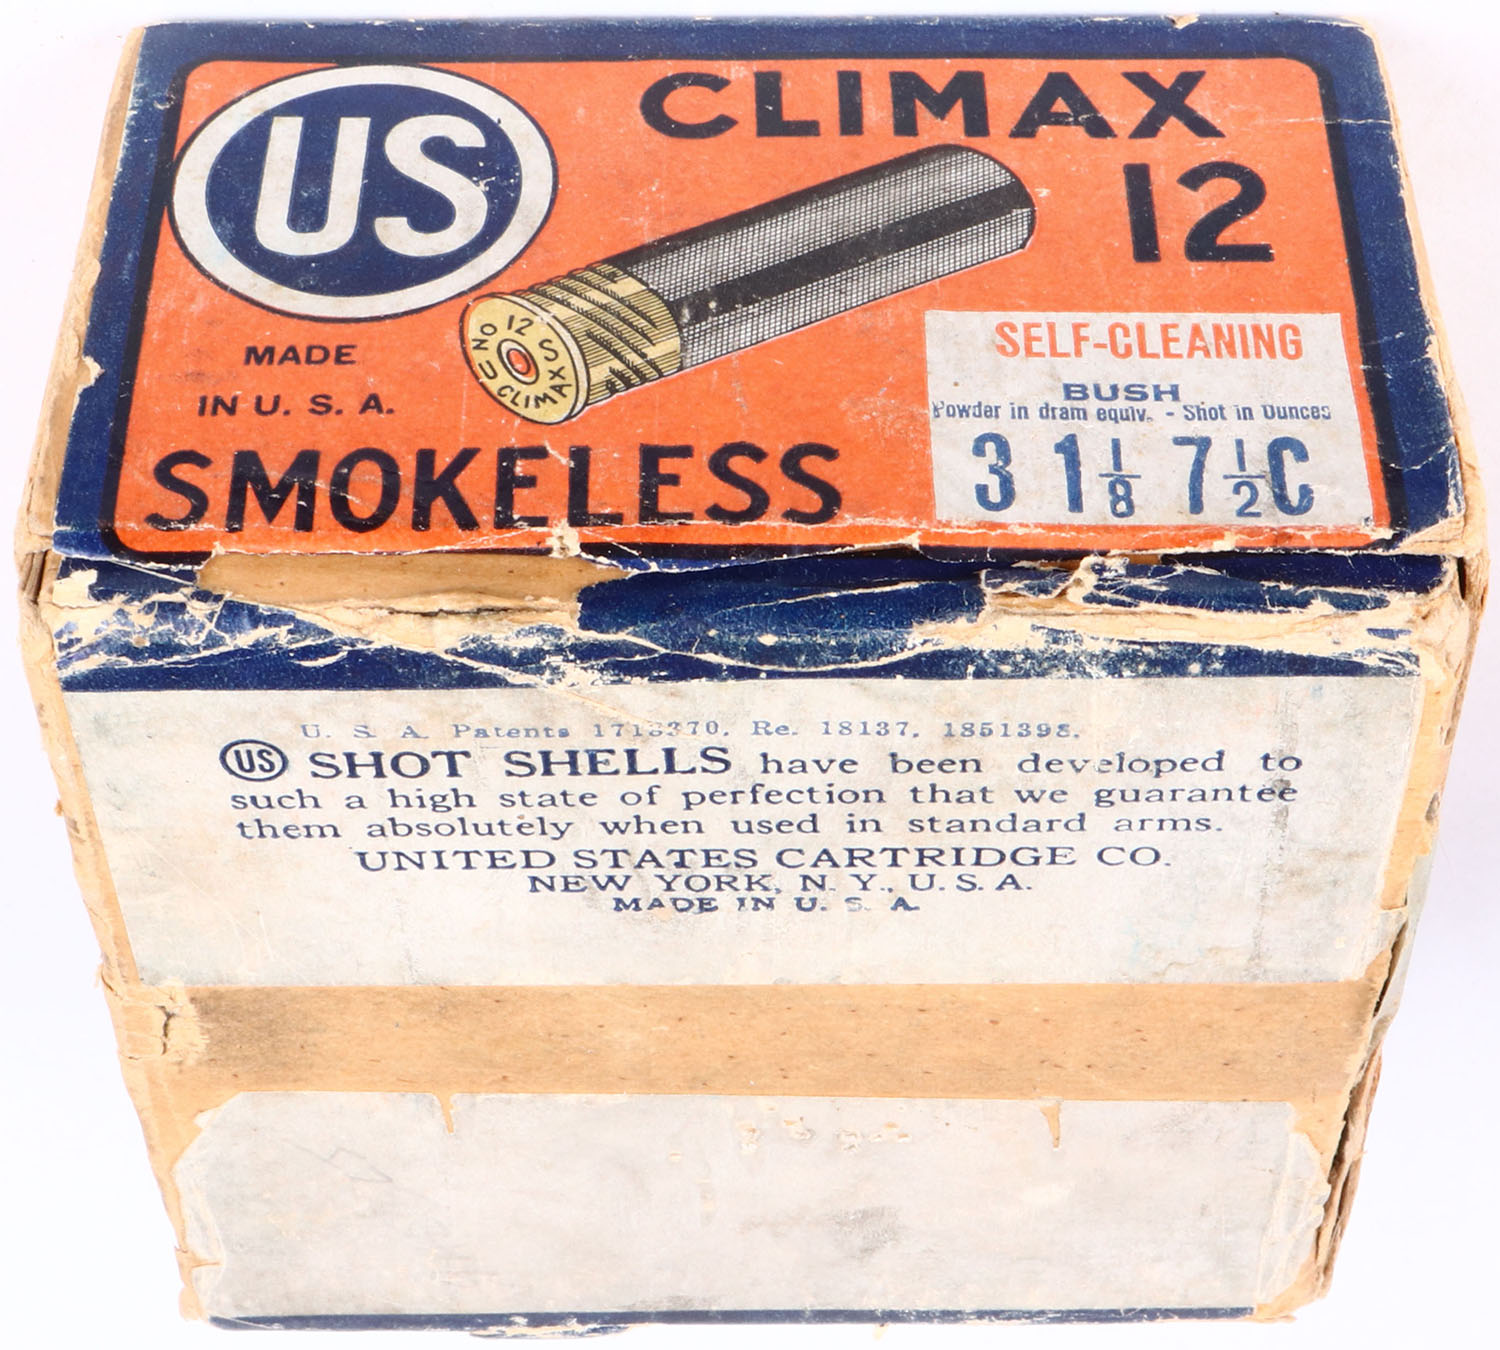 US
CLIMAX
12
MADE
IN U. S. A.
UNO 12 US
CLIMAX
SMOKELESS
SELF-CLEANING
BUSH
Powder in dram equiv. - Shot in Ounces
3 1 1/8 7 1/2 C
U. S. A. Patents 1713370. Re. 18137. 1851398.
US SHOT SHELLS have been developed to
such a high state of perfection that we guarantee
them absolutely when used in standard arms.
UNITED STATES CARTRIDGE CO.
NEW YORK, N. Y., U. S. A.
MADE IN U. S. A.